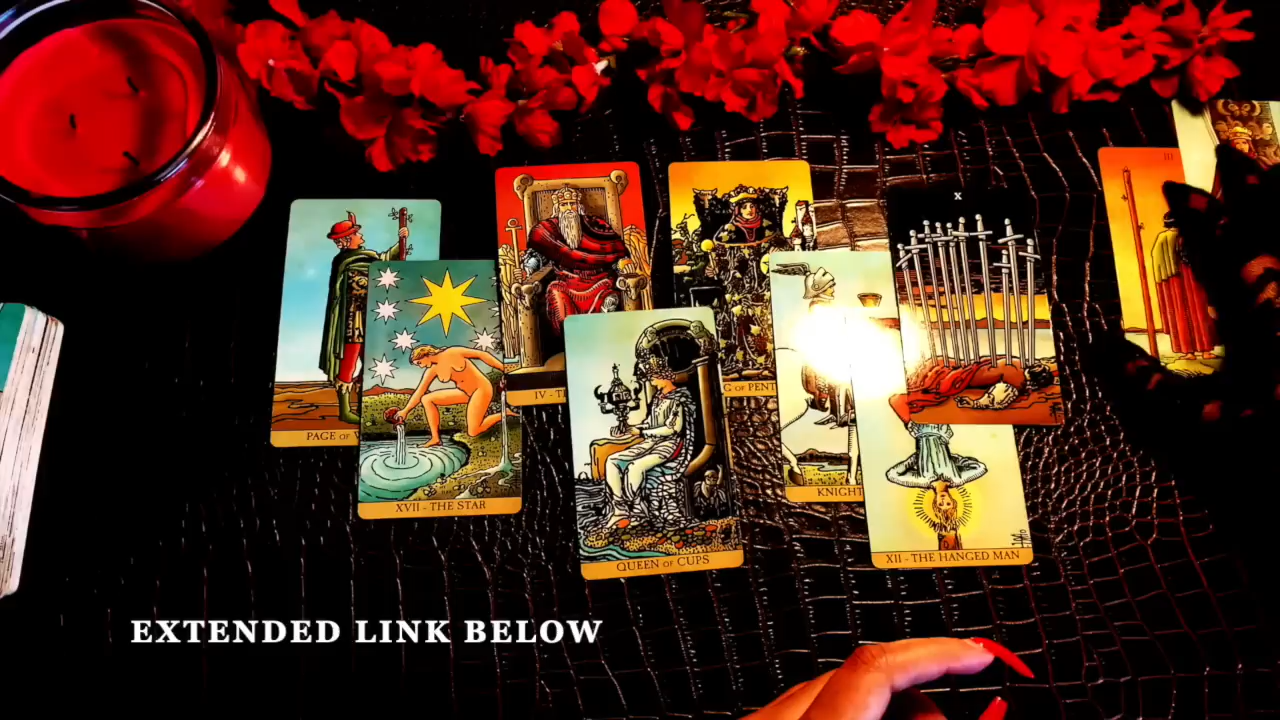 X
III
IV - T
G OF PENT
PAGE OF
KNIGHT
XVII - THE STAR
QUEEN OF CUPS
XII - THE HANGED MAN
EXTENDED LINK BELOW